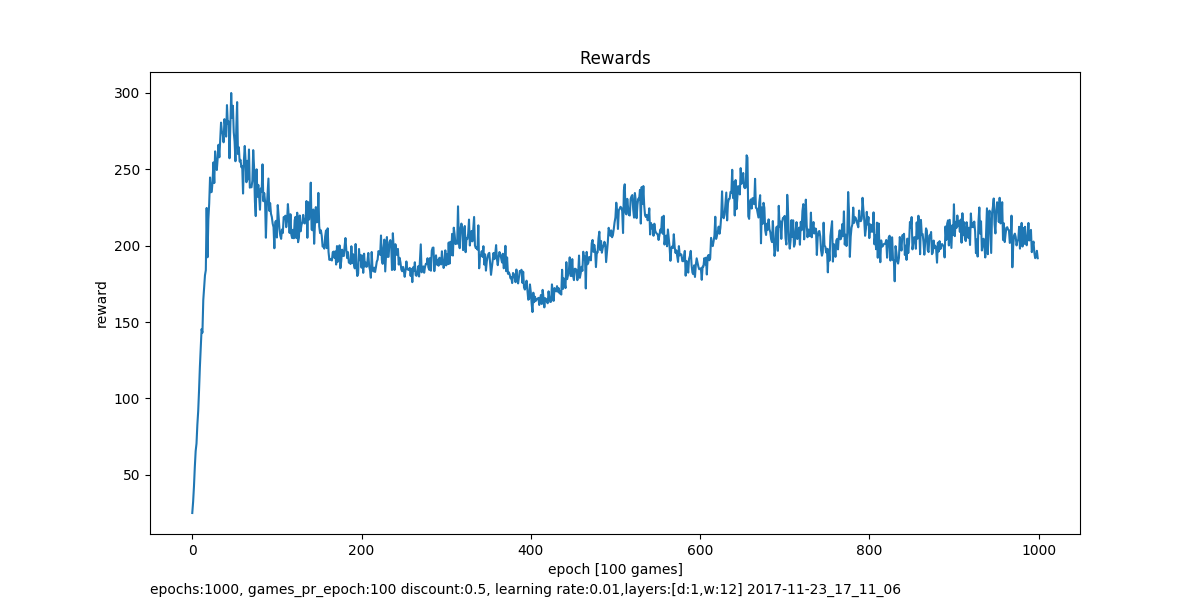 Rewards
300
250
200
150
100
50
reward
0 200 400 600 800 1000
epoch [100 games]
epochs:1000, games_pr_epoch:100 discount:0.5, learning rate:0.01,layers:[d:1,w:12] 2017-11-23_17_11_06